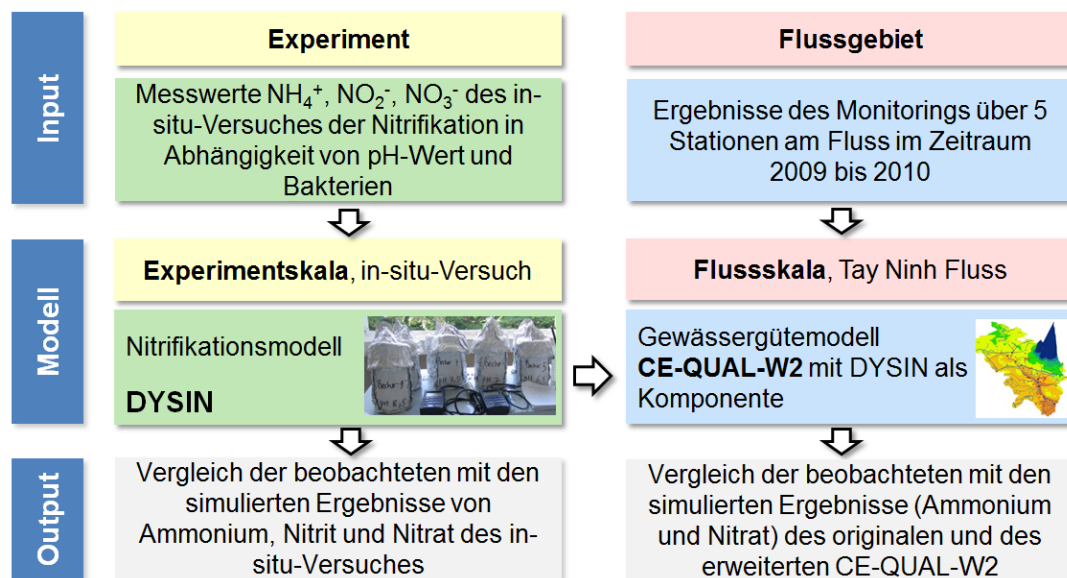 Input
Experiment
Messwerte NH₄⁺, NO₂⁻, NO₃⁻ des in-
situ-Versuches der Nitrifikation in
Abhängigkeit von pH-Wert und
Bakterien
Flussgebiet
Ergebnisse des Monitorings über 5
Stationen am Fluss im Zeitraum
2009 bis 2010
Modell
Experimentskala, in-situ-Versuch
Nitrifikationsmodell
DYSIN
Flussskala, Tay Ninh Fluss
Gewässergütemodell
CE-QUAL-W2 mit DYSIN als
Komponente
Output
Vergleich der beobachteten mit den
simulierten Ergebnisse von
Ammonium, Nitrit und Nitrat des in-
situ-Versuches
Vergleich der beobachteten mit den
simulierten Ergebnisse (Ammonium
und Nitrat) des originalen und des
erweiterten CE-QUAL-W2